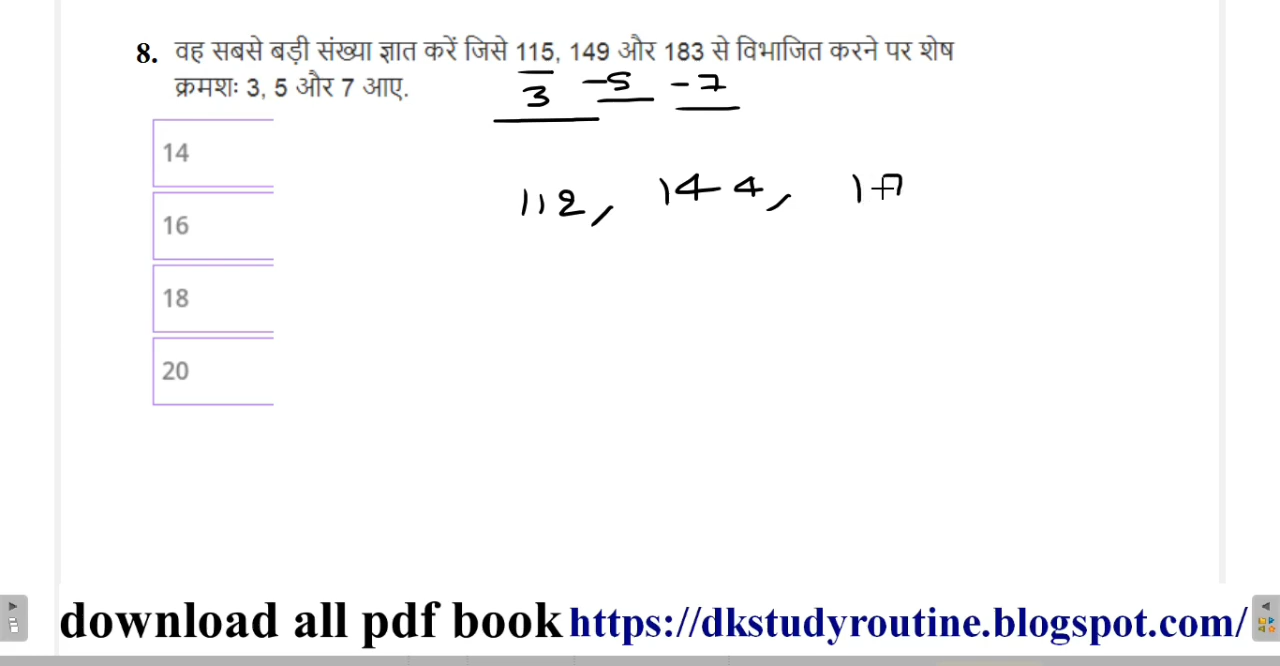 8. वह सबसे बड़ी संख्या ज्ञात करें जिसे 115, 149 और 183 से विभाजित करने पर शेष
क्रमशः 3, 5 और 7 आए.
3 -5 -7
14
112, 144, 17
16
18
20
download all pdf book https://dkstudyroutine.blogspot.com/